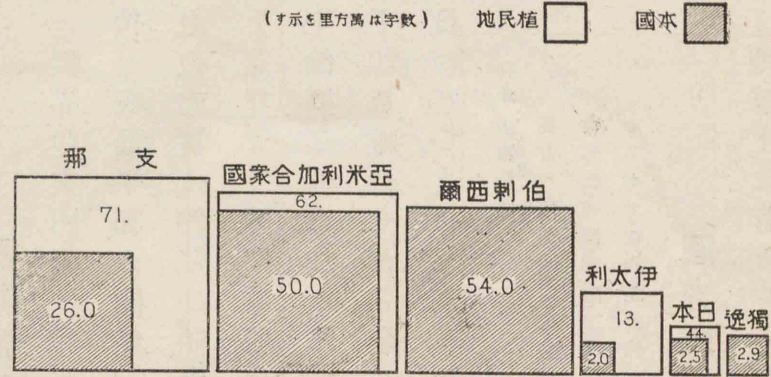 本國
植民地
(數字は萬方里を示す)
支那
71.
26.0
亞米利加合衆國
62.
50.0
伯剌西爾
54.0
伊太利
13.
2.0
日本
44
2.5
獨逸
2.9